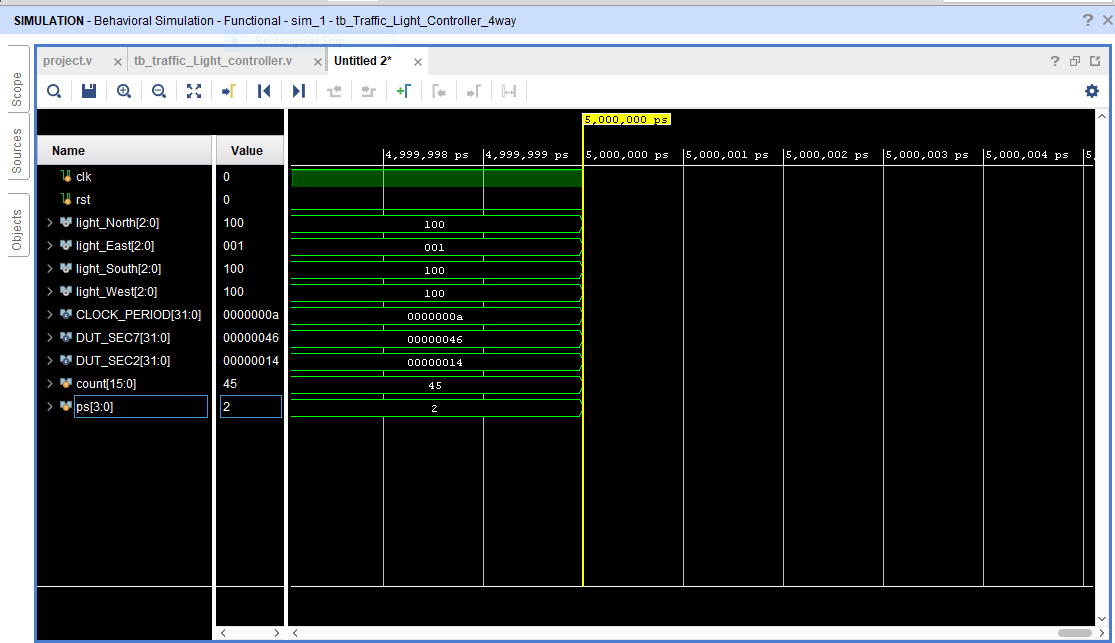 SIMULATION - Behavioral Simulation - Functional - sim_1 - tb_Traffic_Light_Controller_4way
Rectangular Snip
project.v
tb_traffic_Light_controller.v
Untitled 2*
Scope
Sources
Objects
Name Value
5,000,000 ps
4,999,998 ps 4,999,999 ps 5,000,000 ps 5,000,001 ps 5,000,002 ps 5,000,003 ps 5,000,004 ps 5,
clk 0
rst 0
light_North[2:0] 100 100
light_East[2:0] 001 001
light_South[2:0] 100 100
light_West[2:0] 100 100
CLOCK_PERIOD[31:0] 0000000a 0000000a
DUT_SEC7[31:0] 00000046 00000046
DUT_SEC2[31:0] 00000014 00000014
count[15:0] 45 45
ps[3:0] 2 2